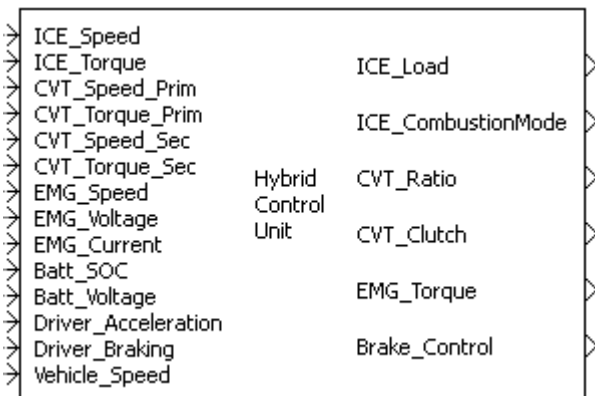 ICE_Speed
ICE_Torque
CVT_Speed_Prim
CVT_Torque_Prim
CVT_Speed_Sec
CVT_Torque_Sec
EMG_Speed
EMG_Voltage
EMG_Current
Batt_SOC
Batt_Voltage
Driver_Acceleration
Driver_Braking
Vehicle_Speed
Hybrid
Control
Unit
ICE_Load
ICE_CombustionMode
CVT_Ratio
CVT_Clutch
EMG_Torque
Brake_Control